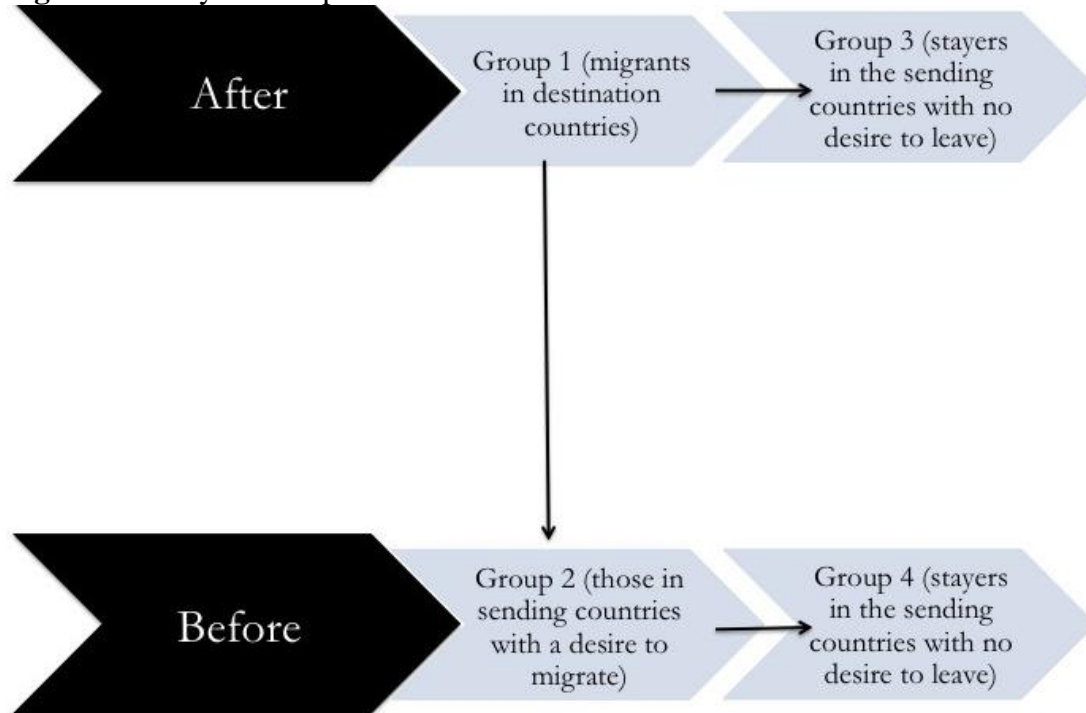 After
Group 1 (migrants
in destination
countries)
Group 3 (stayers
in the sending
countries with no
desire to leave)
Before
Group 2 (those in
sending countries
with a desire to
migrate)
Group 4 (stayers
in the sending
countries with no
desire to leave)